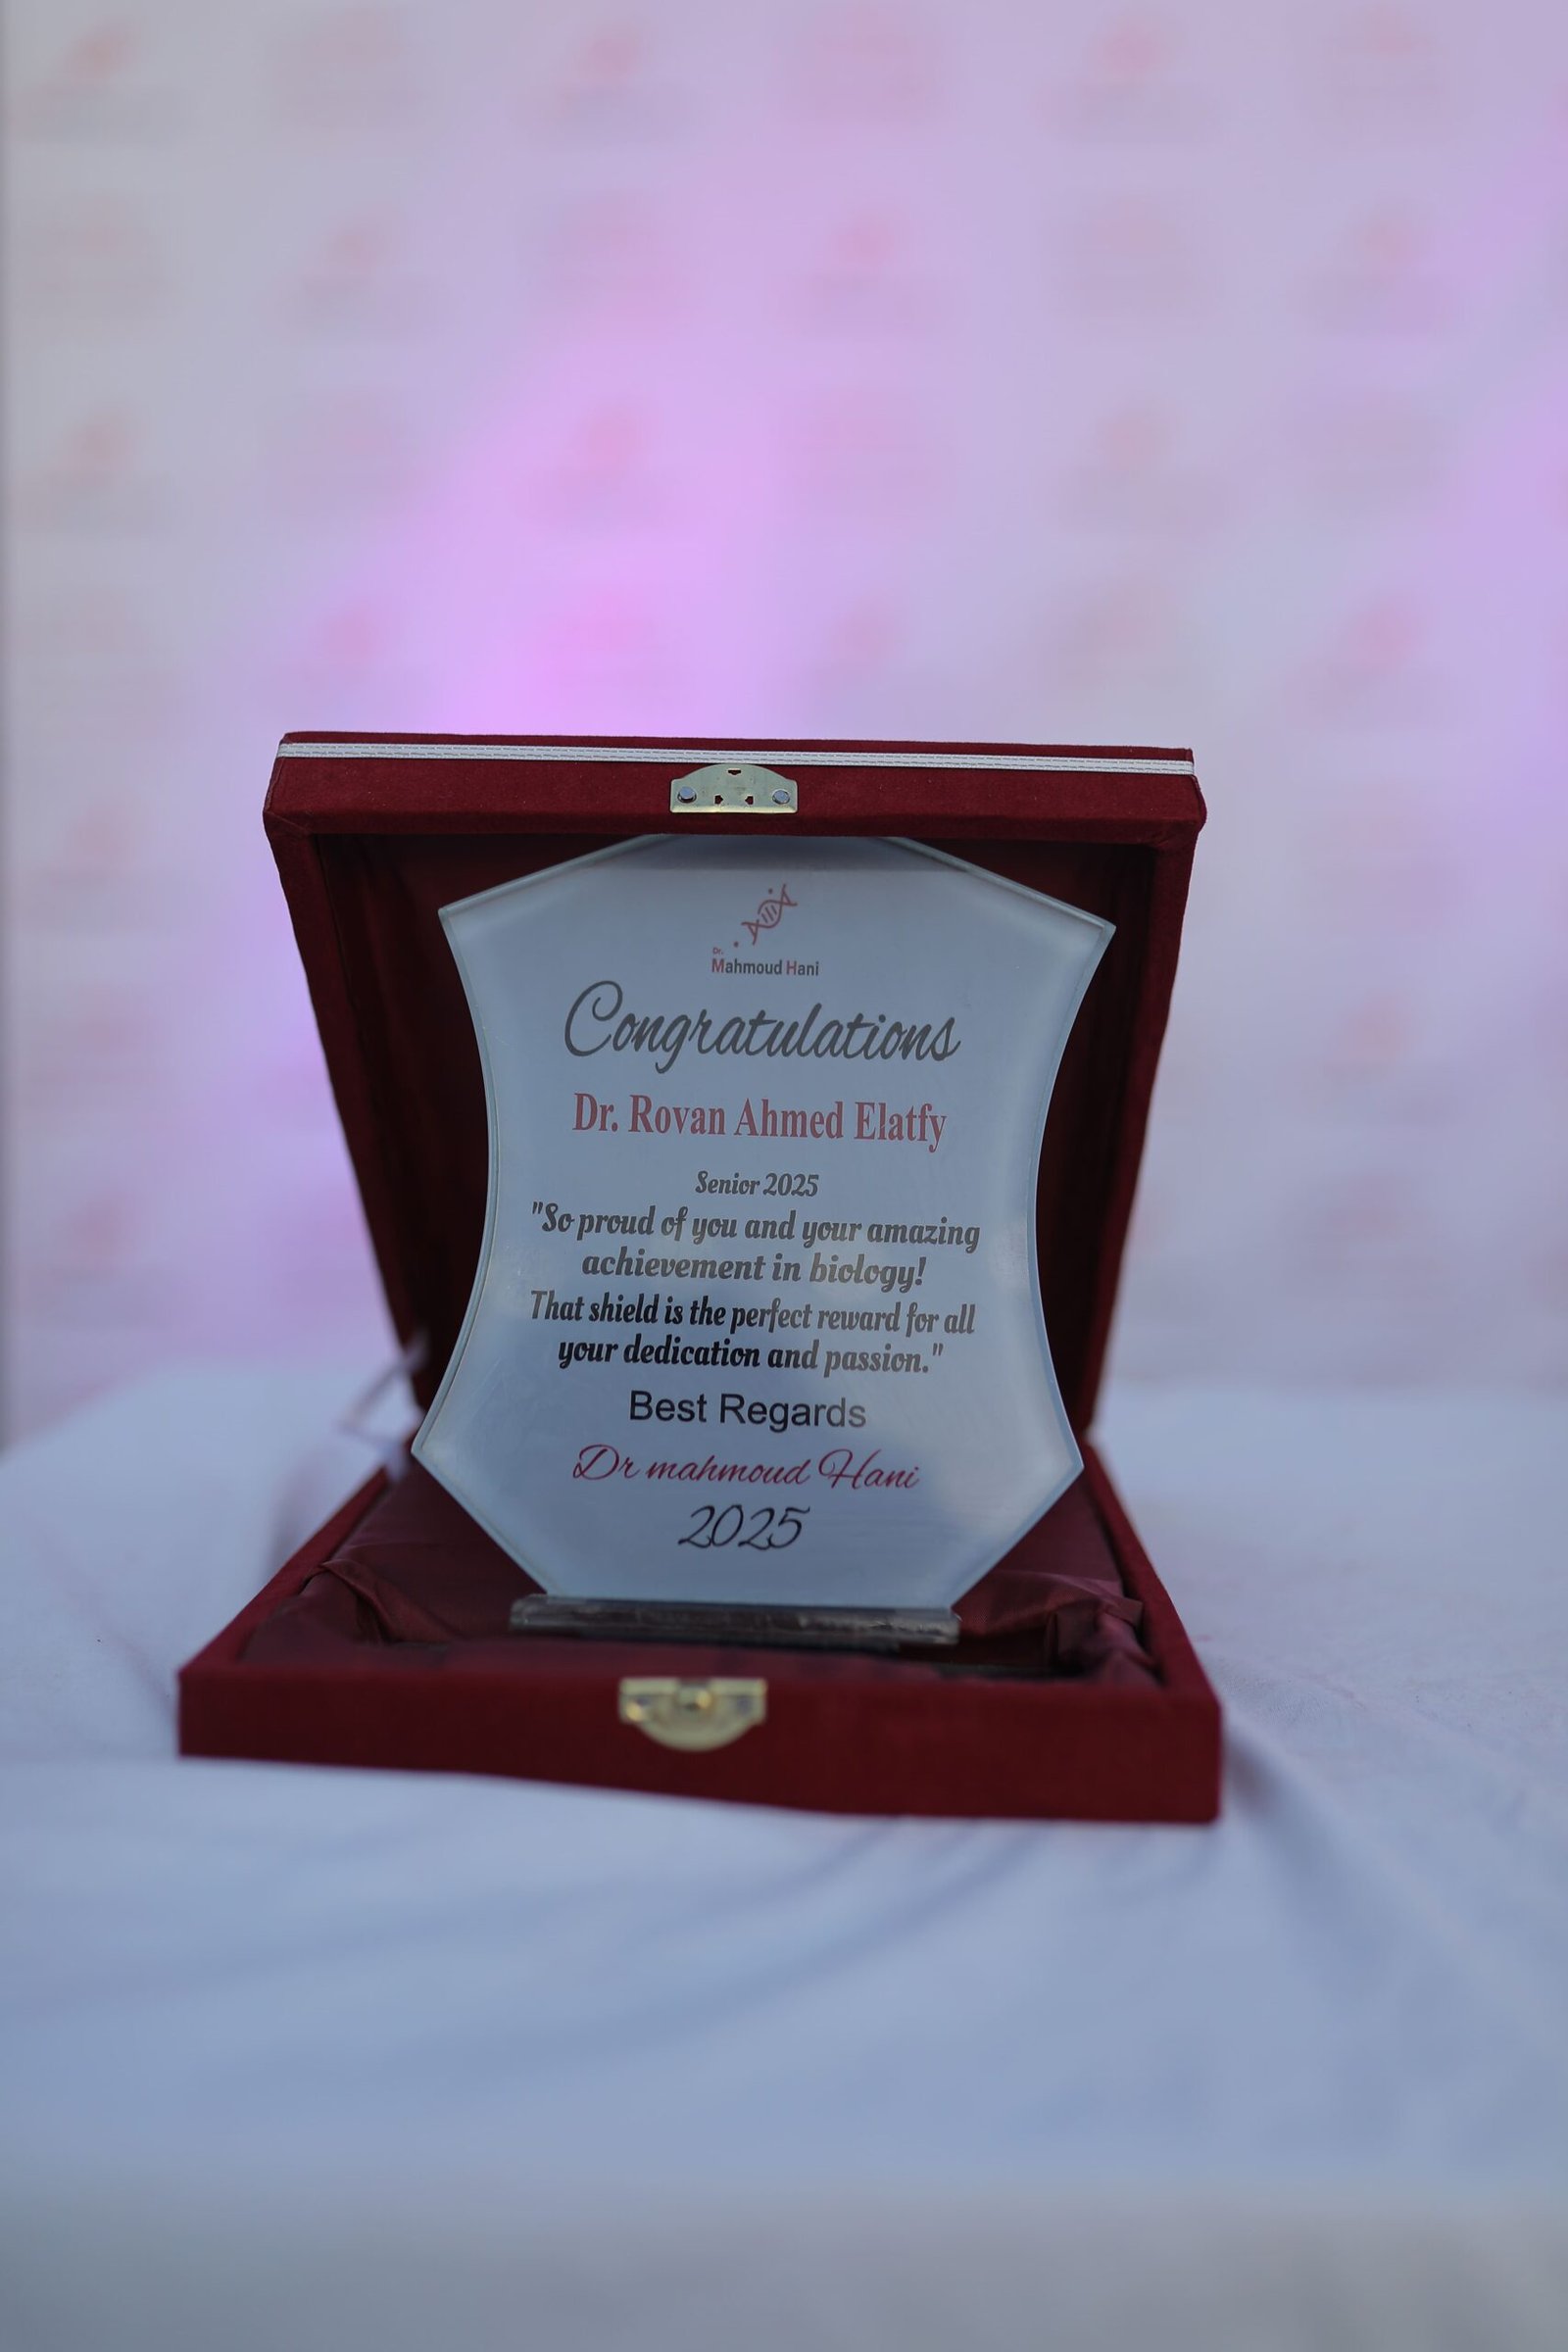 Dr.
Mahmoud Hani
Congratulations
Dr. Rovan Ahmed Elatfy
Senior 2025
"So proud of you and your amazing
achievement in biology!
That shield is the perfect reward for all
your dedication and passion."
Best Regards
Dr mahmoud Hani
2025